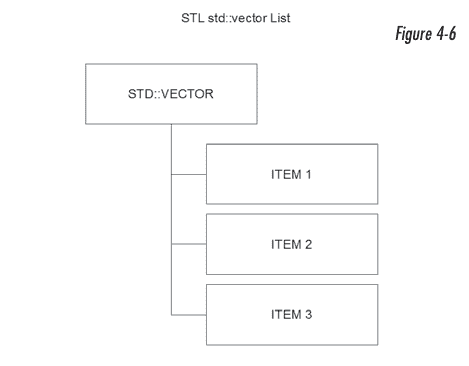 STL std::vector List
Figure 4-6
STD::VECTOR
ITEM 1
ITEM 2
ITEM 3